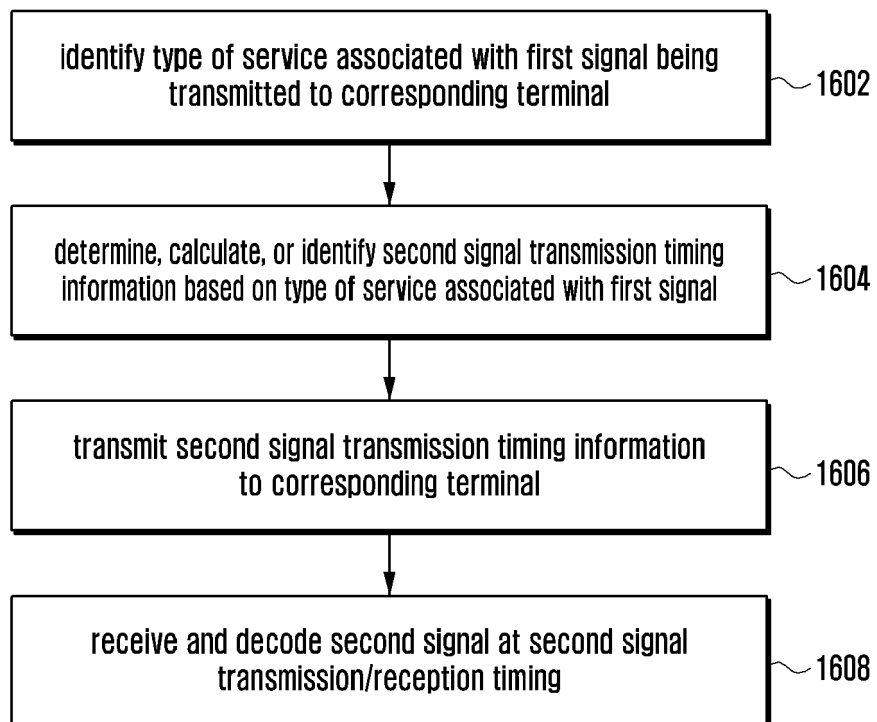 identify type of service associated with first signal being
transmitted to corresponding terminal
1602
determine, calculate, or identify second signal transmission timing
information based on type of service associated with first signal
1604
transmit second signal transmission timing information
to corresponding terminal
1606
receive and decode second signal at second signal
transmission/reception timing
1608